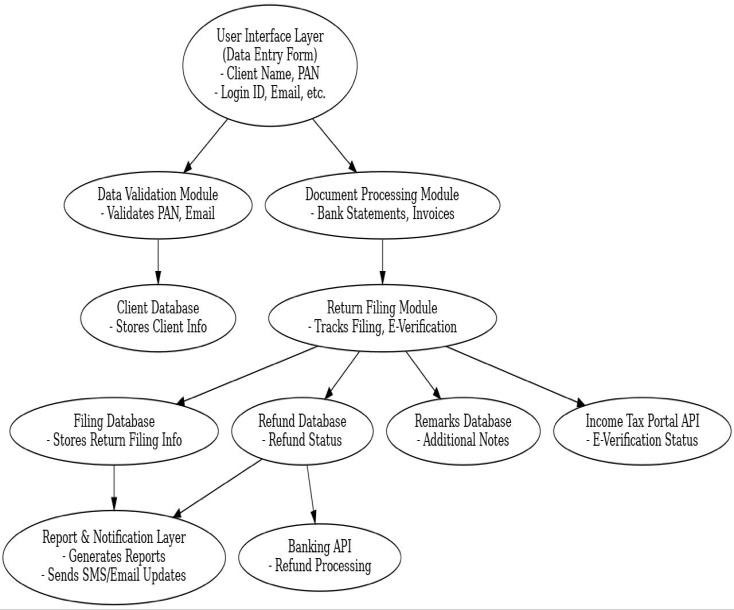 User Interface Layer
(Data Entry Form)
- Client Name, PAN
- Login ID, Email, etc.
Data Validation Module
- Validates PAN, Email
Document Processing Module
- Bank Statements, Invoices
Client Database
- Stores Client Info
Return Filing Module
- Tracks Filing, E-Verification
Filing Database
- Stores Return Filing Info
Refund Database
- Refund Status
Remarks Database
- Additional Notes
Income Tax Portal API
- E-Verification Status
Report & Notification Layer
- Generates Reports
- Sends SMS/Email Updates
Banking API
- Refund Processing